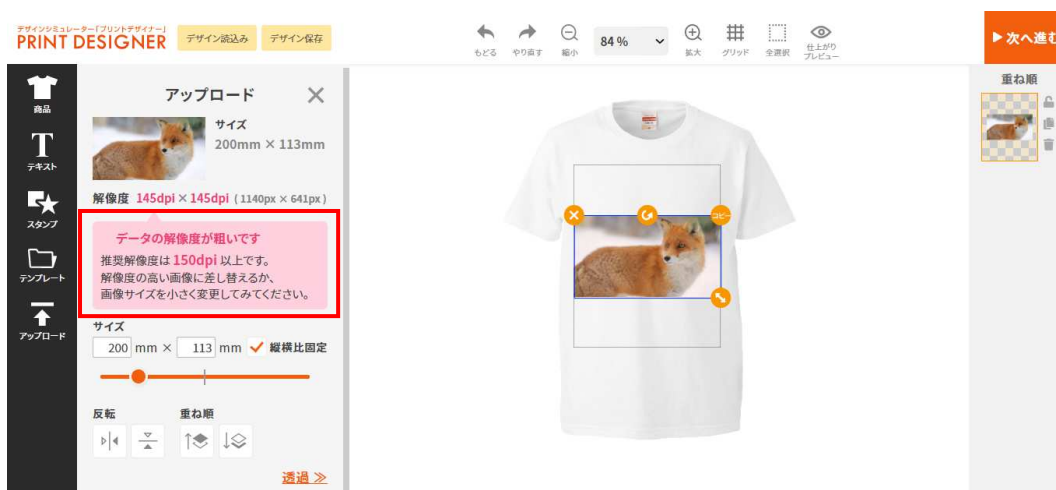 デザインシミュレーター「プリントデザイナー」
PRINT DESIGNER
デザイン読込み
デザイン保存
もどる
やり直す
縮小
84 %
拡大
グリッド
全選択
仕上がり
プレビュー
▶次へ進む
商品
テキスト
スタンプ
テンプレート
アップロード
アップロード
サイズ
200mm × 113mm
解像度 145dpi × 145dpi ( 1140px × 641px )
データの解像度が粗いです
推奨解像度は 150dpi 以上です。
解像度の高い画像に差し替えるか、
画像サイズを小さく変更してみてください。
サイズ
200 mm × 113 mm 縦横比固定
反転
重ね順
透過 ≫
コピー
重ね順